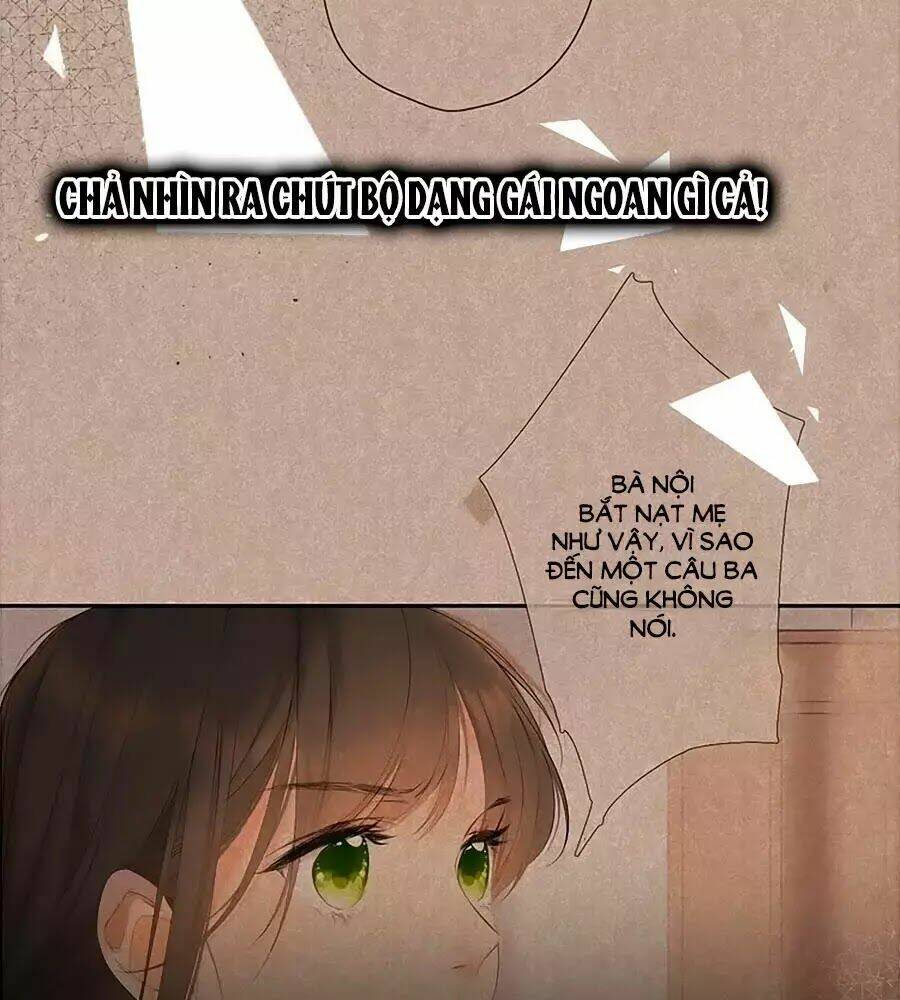 CHẢ NHÌN RA CHÚT BỘ DẠNG GÁI NGOAN GÌ CẢ!
BÀ NỘI
BẮT NẠT MẸ
NHƯ VẬY, VÌ SAO
ĐẾN MỘT CÂU BA
CŨNG KHÔNG
NÓI.